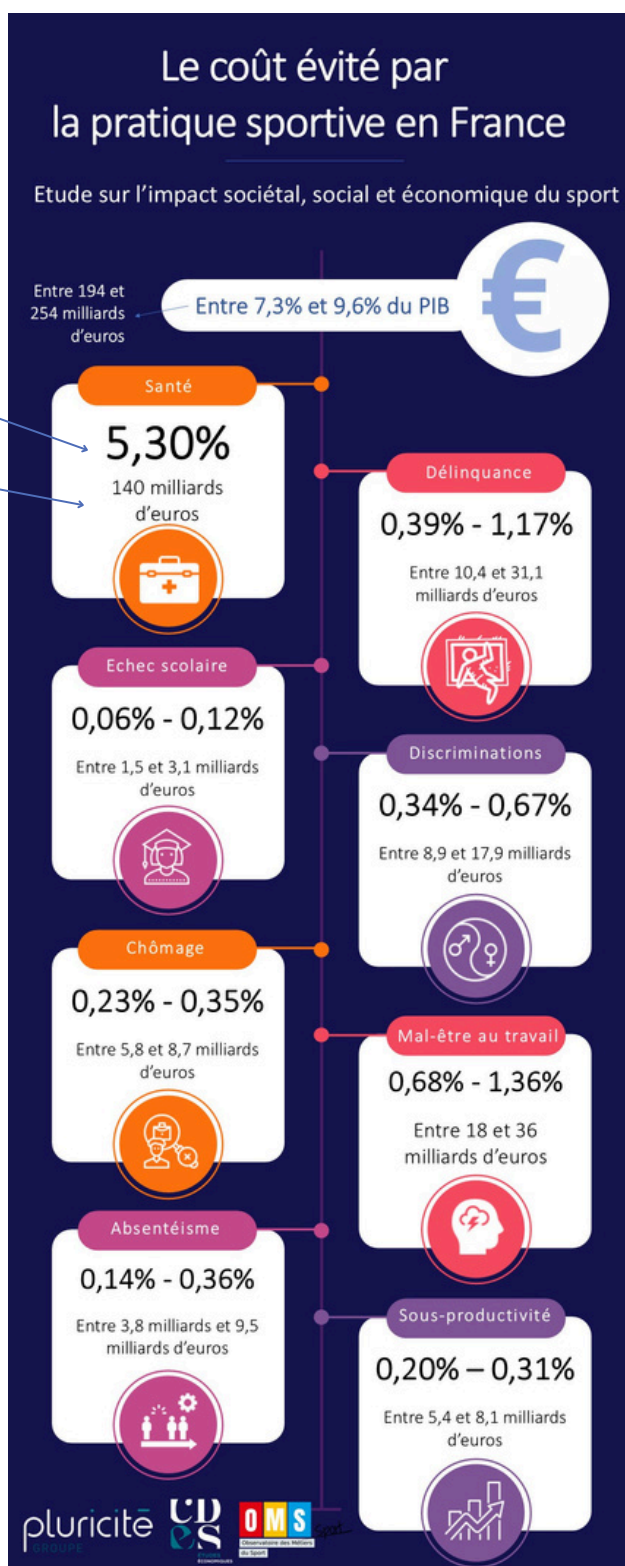 Le coût évité par
la pratique sportive en France
Etude sur l’impact sociétal, social et économique du sport
Entre 194 et
254 milliards
d’euros
Entre 7,3% et 9,6% du PIB
€
Santé
5,30%
140 milliards
d’euros
Délinquance
0,39% - 1,17%
Entre 10,4 et 31,1
milliards d’euros
Echec scolaire
0,06% - 0,12%
Entre 1,5 et 3,1 milliards
d’euros
Discriminations
0,34% - 0,67%
Entre 8,9 et 17,9 milliards
d’euros
Chômage
0,23% - 0,35%
Entre 5,8 et 8,7 milliards
d’euros
Mal-être au travail
0,68% - 1,36%
Entre 18 et 36
milliards d’euros
Absentéisme
0,14% - 0,36%
Entre 3,8 milliards et 9,5
milliards d’euros
Sous-productivité
0,20% – 0,31%
Entre 5,4 et 8,1 milliards
d’euros
pluricité
GROUPE
CD
eS
ÉTUDES
ÉCONOMIQUES
OMS
Sport
Observatoire des Métiers
du Sport